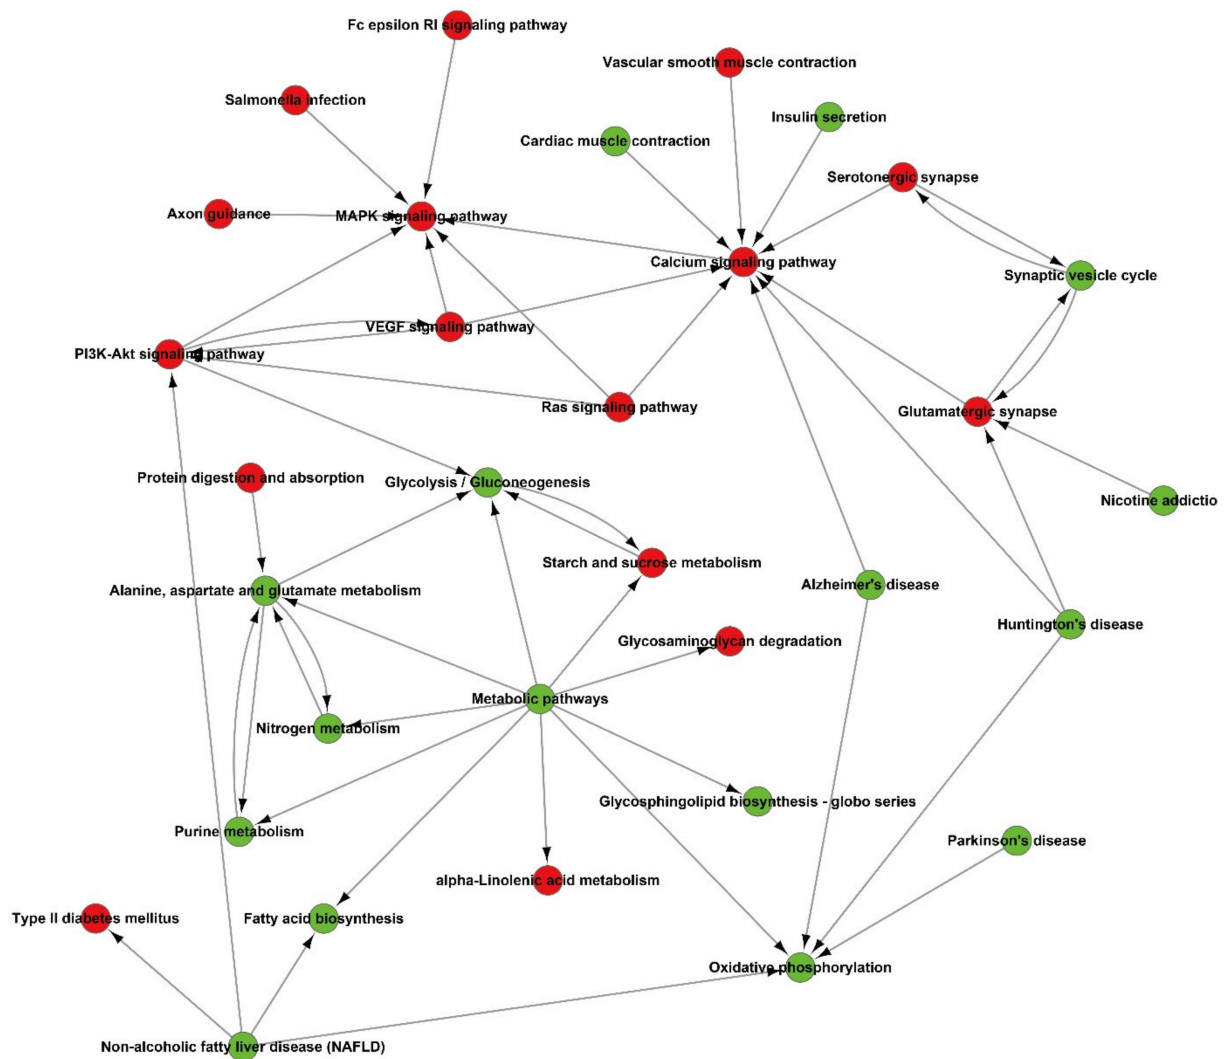 Fc epsilon RI signaling pathway
Vascular smooth muscle contraction
Salmonella infection
Insulin secretion
Cardiac muscle contraction
Serotonergic synapse
Axon guidance
MAPK signaling pathway
Calcium signaling pathway
Synaptic vesicle cycle
VEGF signaling pathway
PI3K-Akt signaling pathway
Ras signaling pathway
Glutamatergic synapse
Protein digestion and absorption
Glycolysis / Gluconeogenesis
Nicotine addictio
Starch and sucrose metabolism
Alanine, aspartate and glutamate metabolism
Alzheimer's disease
Huntington's disease
Glycosaminoglycan degradation
Metabolic pathways
Nitrogen metabolism
Glycosphingolipid biosynthesis - globo series
Purine metabolism
Parkinson's disease
alpha-Linolenic acid metabolism
Type II diabetes mellitus
Fatty acid biosynthesis
Oxidative phosphorylation
Non-alcoholic fatty liver disease (NAFLD)